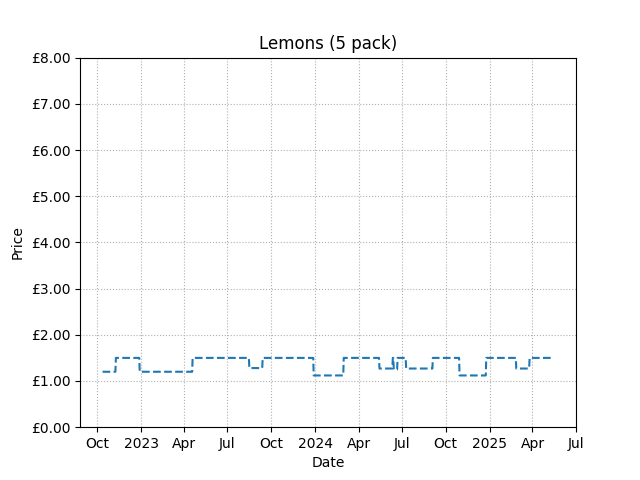 Lemons (5 pack)
£8.00
£7.00
£6.00
£5.00
£4.00
£3.00
£2.00
£1.00
£0.00
Price
Oct 2023 Apr Jul Oct 2024 Apr Jul Oct 2025 Apr Jul
Date